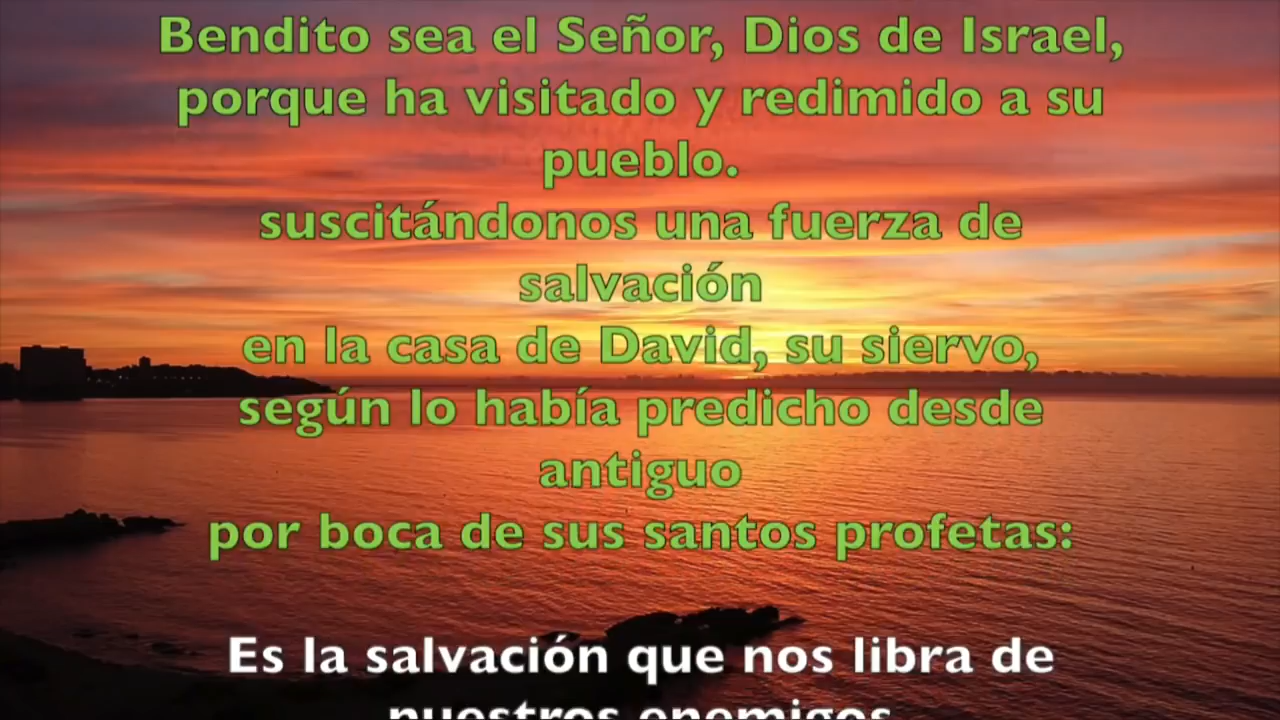 Bendito sea el Señor, Dios de Israel,
porque ha visitado y redimido a su
pueblo.
suscitándonos una fuerza de
salvación
en la casa de David, su siervo,
según lo había predicho desde
antiguo
por boca de sus santos profetas:
Es la salvación que nos libra de
nuestros enemigos